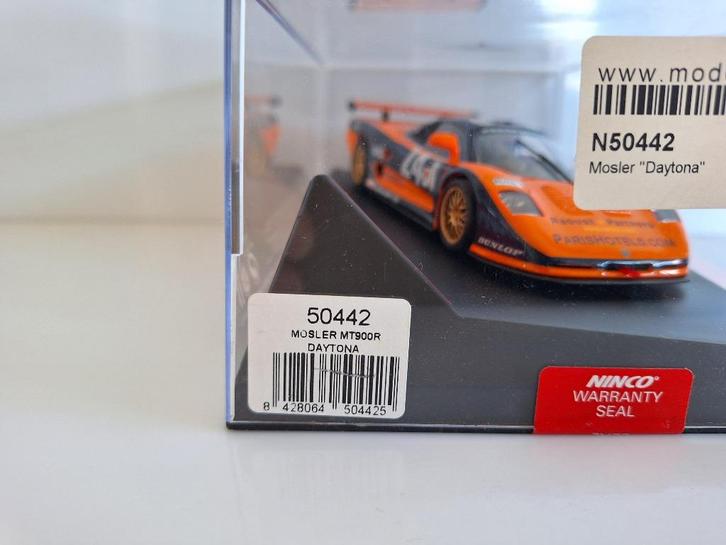 www.mod
N50442
Mosler "Daytona"
PARISHOTELS.COM
DUNLOP
50442
MOSLER MT900R
DAYTONA
8 428064 504425
NINCO
WARRANTY
SEAL